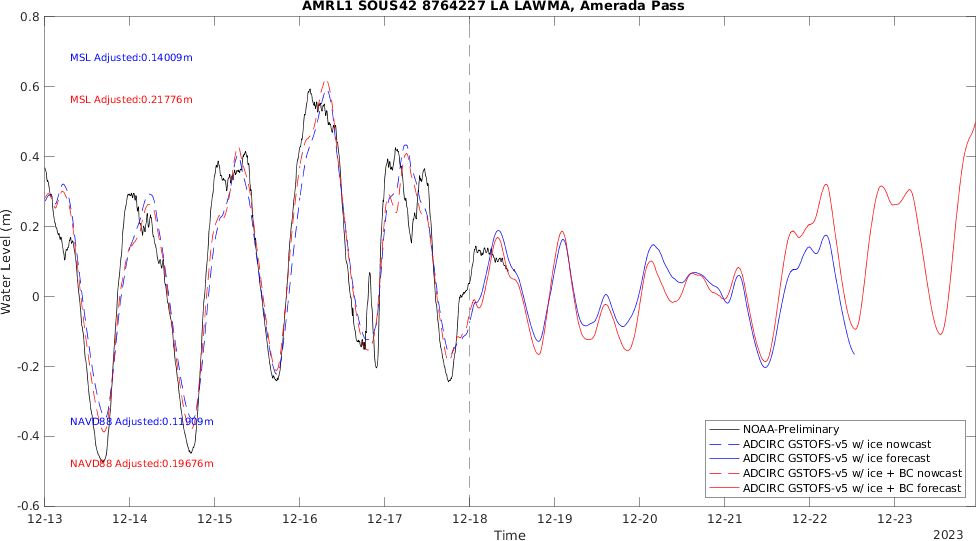 AMRL1 SOUS42 8764227 LA LAWMA, Amerada Pass
0.8
0.6
0.4
0.2
0
-0.2
-0.4
-0.6
Water Level (m)
MSL Adjusted:0.14009m
MSL Adjusted:0.21776m
NAVD88 Adjusted:0.11909m
NAVD88 Adjusted:0.19676m
NOAA-Preliminary
ADCIRC GSTOFS-v5 w/ ice nowcast
ADCIRC GSTOFS-v5 w/ ice forecast
ADCIRC GSTOFS-v5 w/ ice + BC nowcast
ADCIRC GSTOFS-v5 w/ ice + BC forecast
12-13 12-14 12-15 12-16 12-17 12-18 12-19 12-20 12-21 12-22 12-23
Time
2023